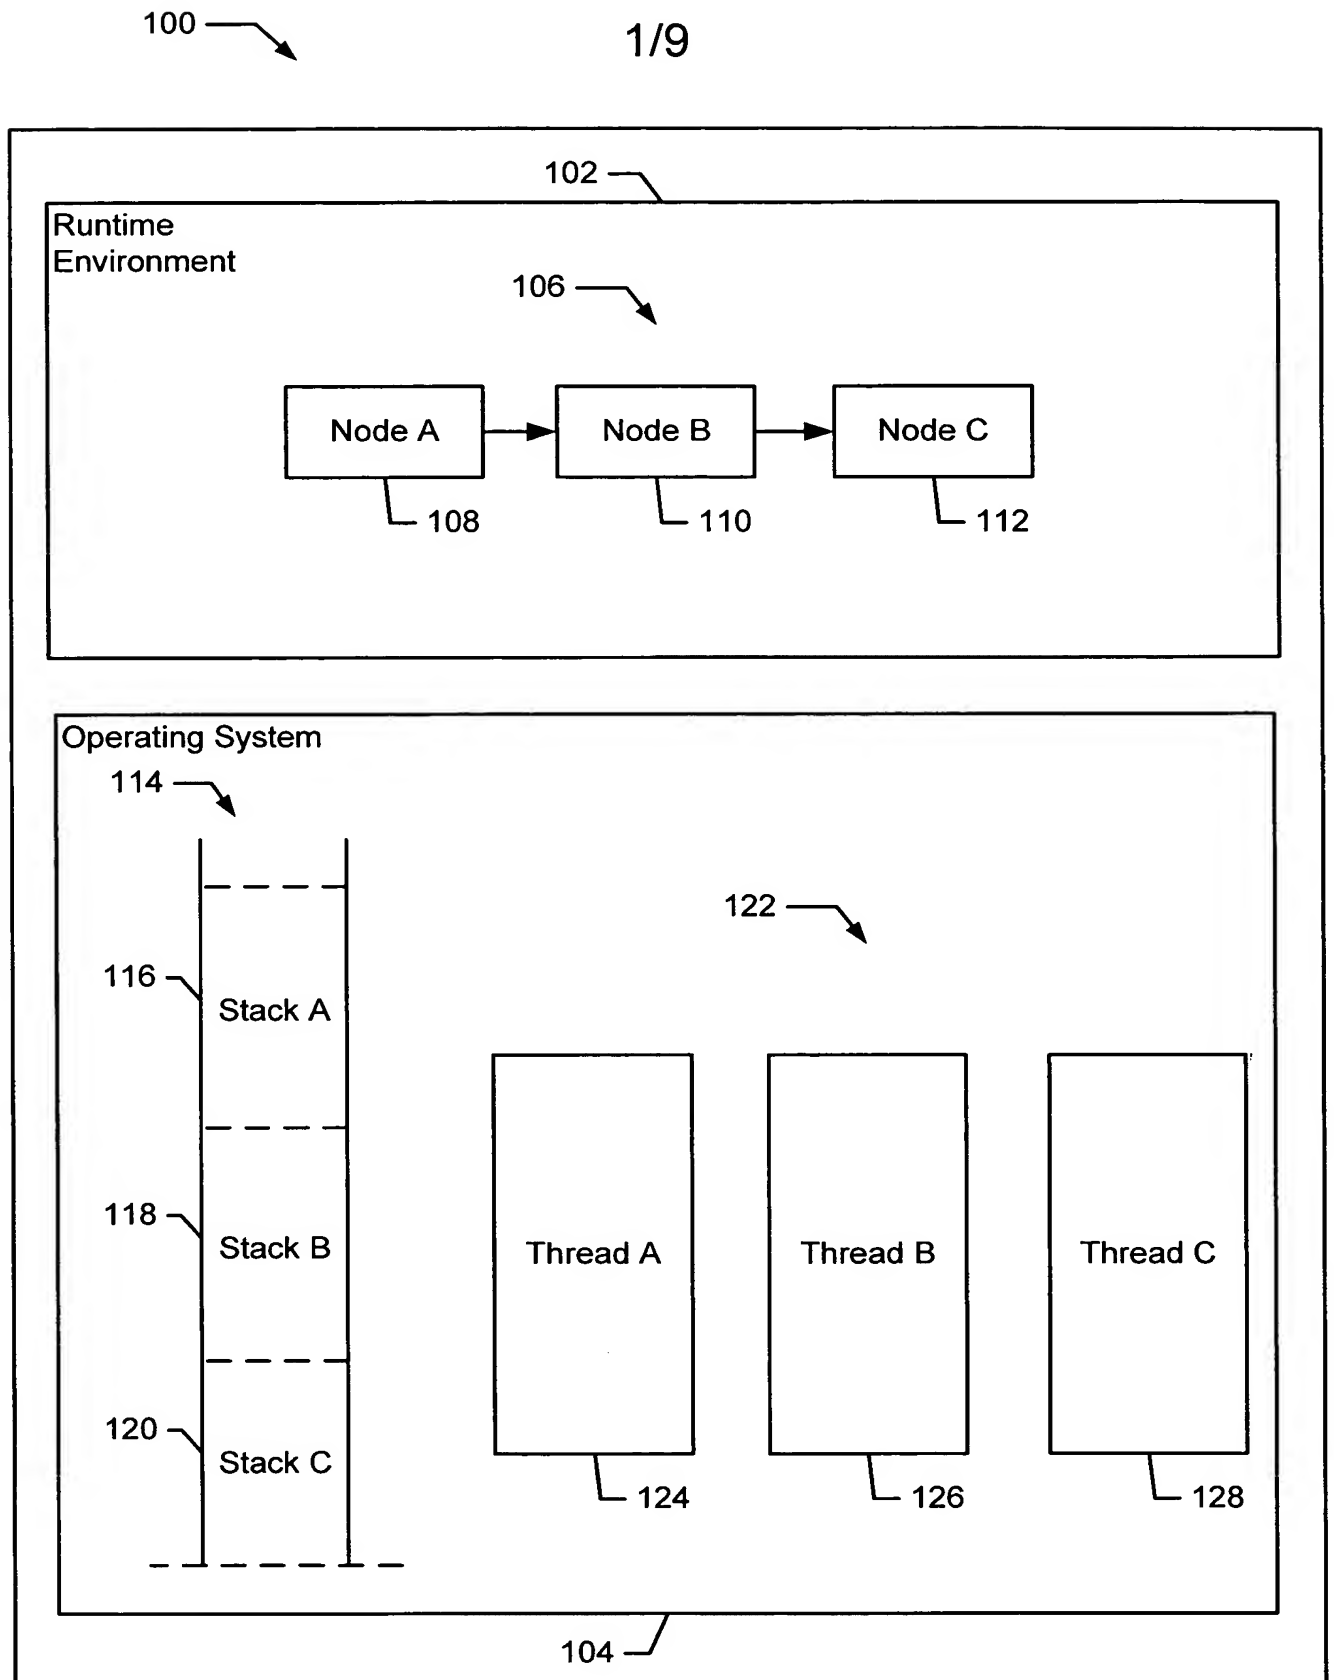 100
1/9
102
Runtime
Environment
106
Node A
Node B
Node C
108
110
112
Operating System
114
122
116
Stack A
118
Stack B
Thread A
Thread B
Thread C
120
Stack C
124
126
128
104